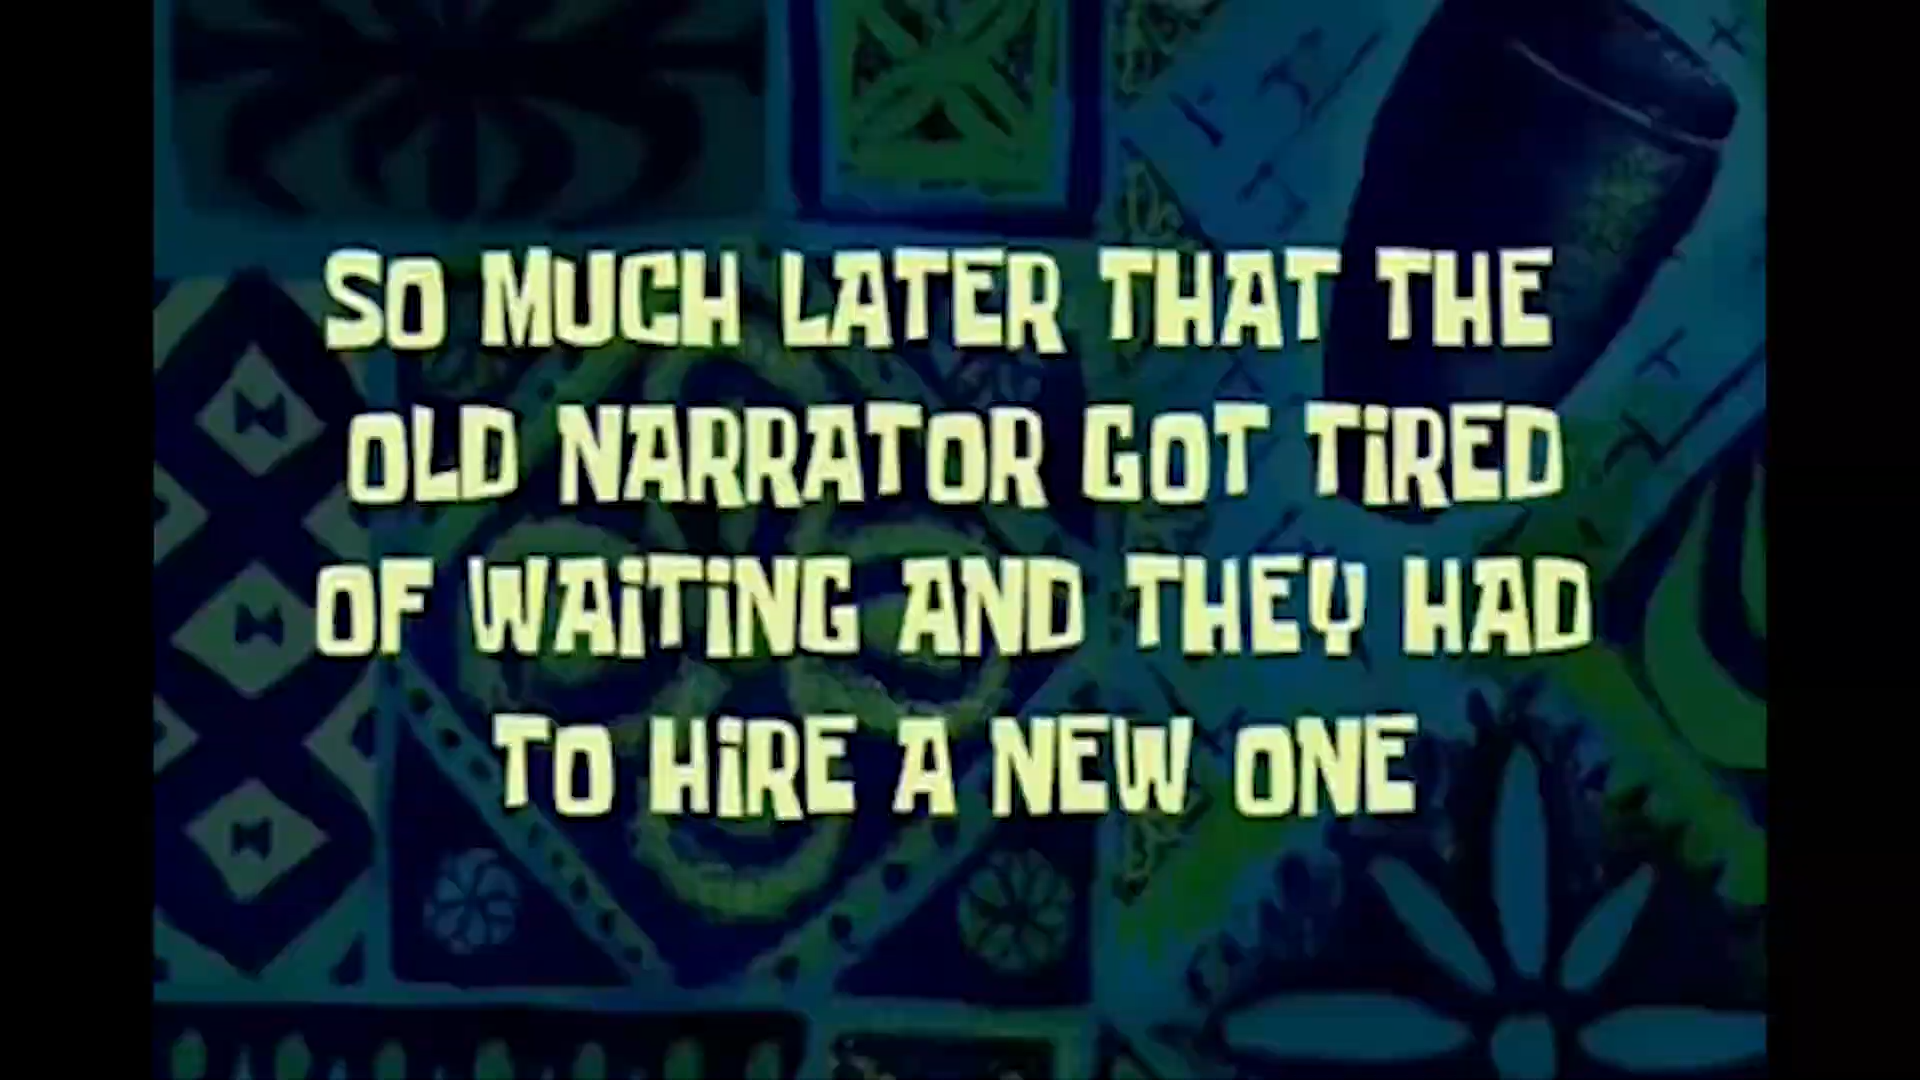 SO MUCH LATER THAT THE
OLD NARRATOR GOT TiRED
OF WAiTiNG AND THEY HAD
TO HiRE A NEW ONE